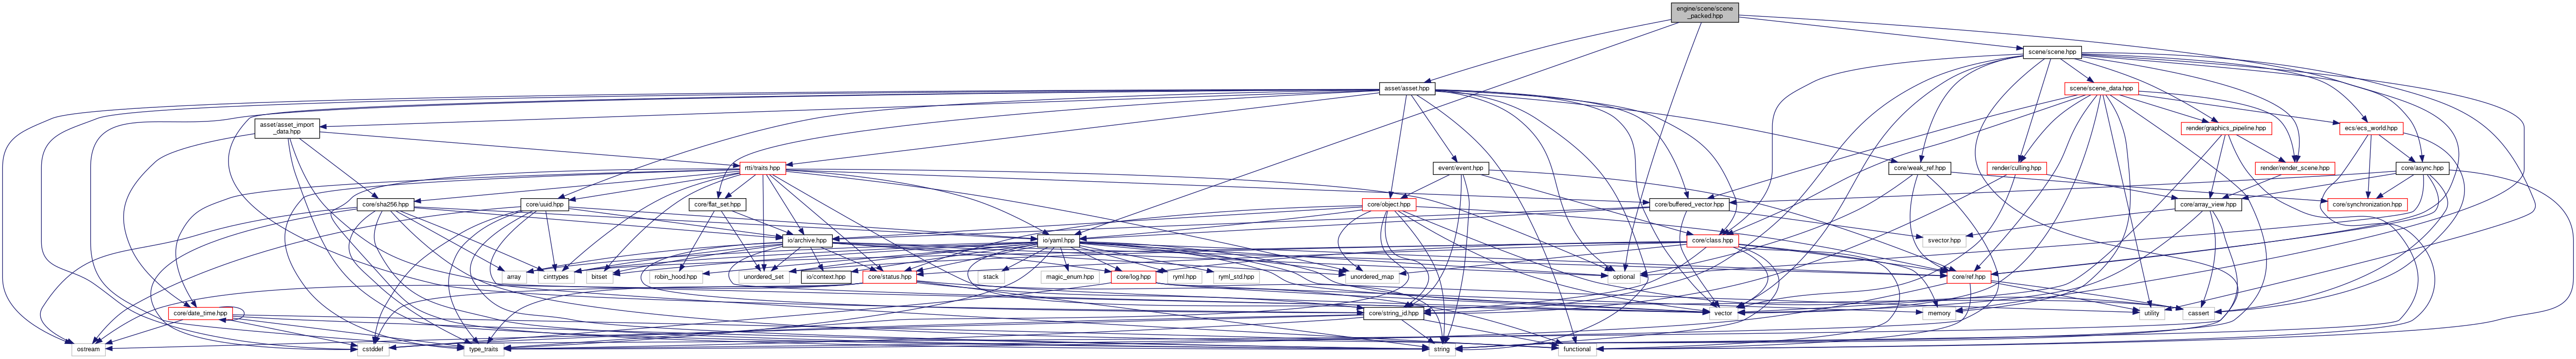 engine/scene/scene
_packed.hpp
scene/scene.hpp
asset/asset.hpp
scene/scene_data.hpp
asset/asset_import
_data.hpp
render/graphics_pipeline.hpp
ecs/ecs_world.hpp
rtti/traits.hpp
event/event.hpp
core/weak_ref.hpp
render/culling.hpp
render/render_scene.hpp
core/async.hpp
core/sha256.hpp
core/uuid.hpp
core/flat_set.hpp
core/object.hpp
core/buffered_vector.hpp
core/array_view.hpp
core/synchronization.hpp
io/archive.hpp
io/yaml.hpp
core/class.hpp
svector.hpp
array
cinttypes
bitset
robin_hood.hpp
unordered_set
io/context.hpp
core/status.hpp
stack
magic_enum.hpp
core/log.hpp
ryml.hpp
ryml_std.hpp
unordered_map
optional
core/ref.hpp
core/date_time.hpp
core/string_id.hpp
vector
memory
utility
cassert
ostream
cstddef
type_traits
string
functional